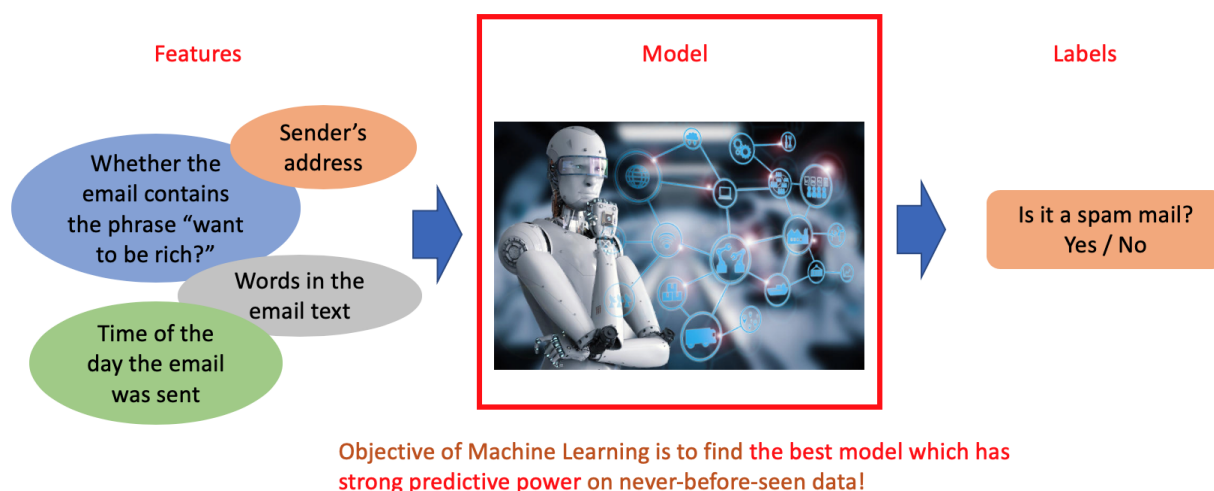 Features
Model
Labels
Sender’s
address
Whether the
email contains
the phrase “want
to be rich?”
Words in the
email text
Time of the
day the email
was sent
Is it a spam mail?
Yes / No
Objective of Machine Learning is to find the best model which has
strong predictive power on never-before-seen data!